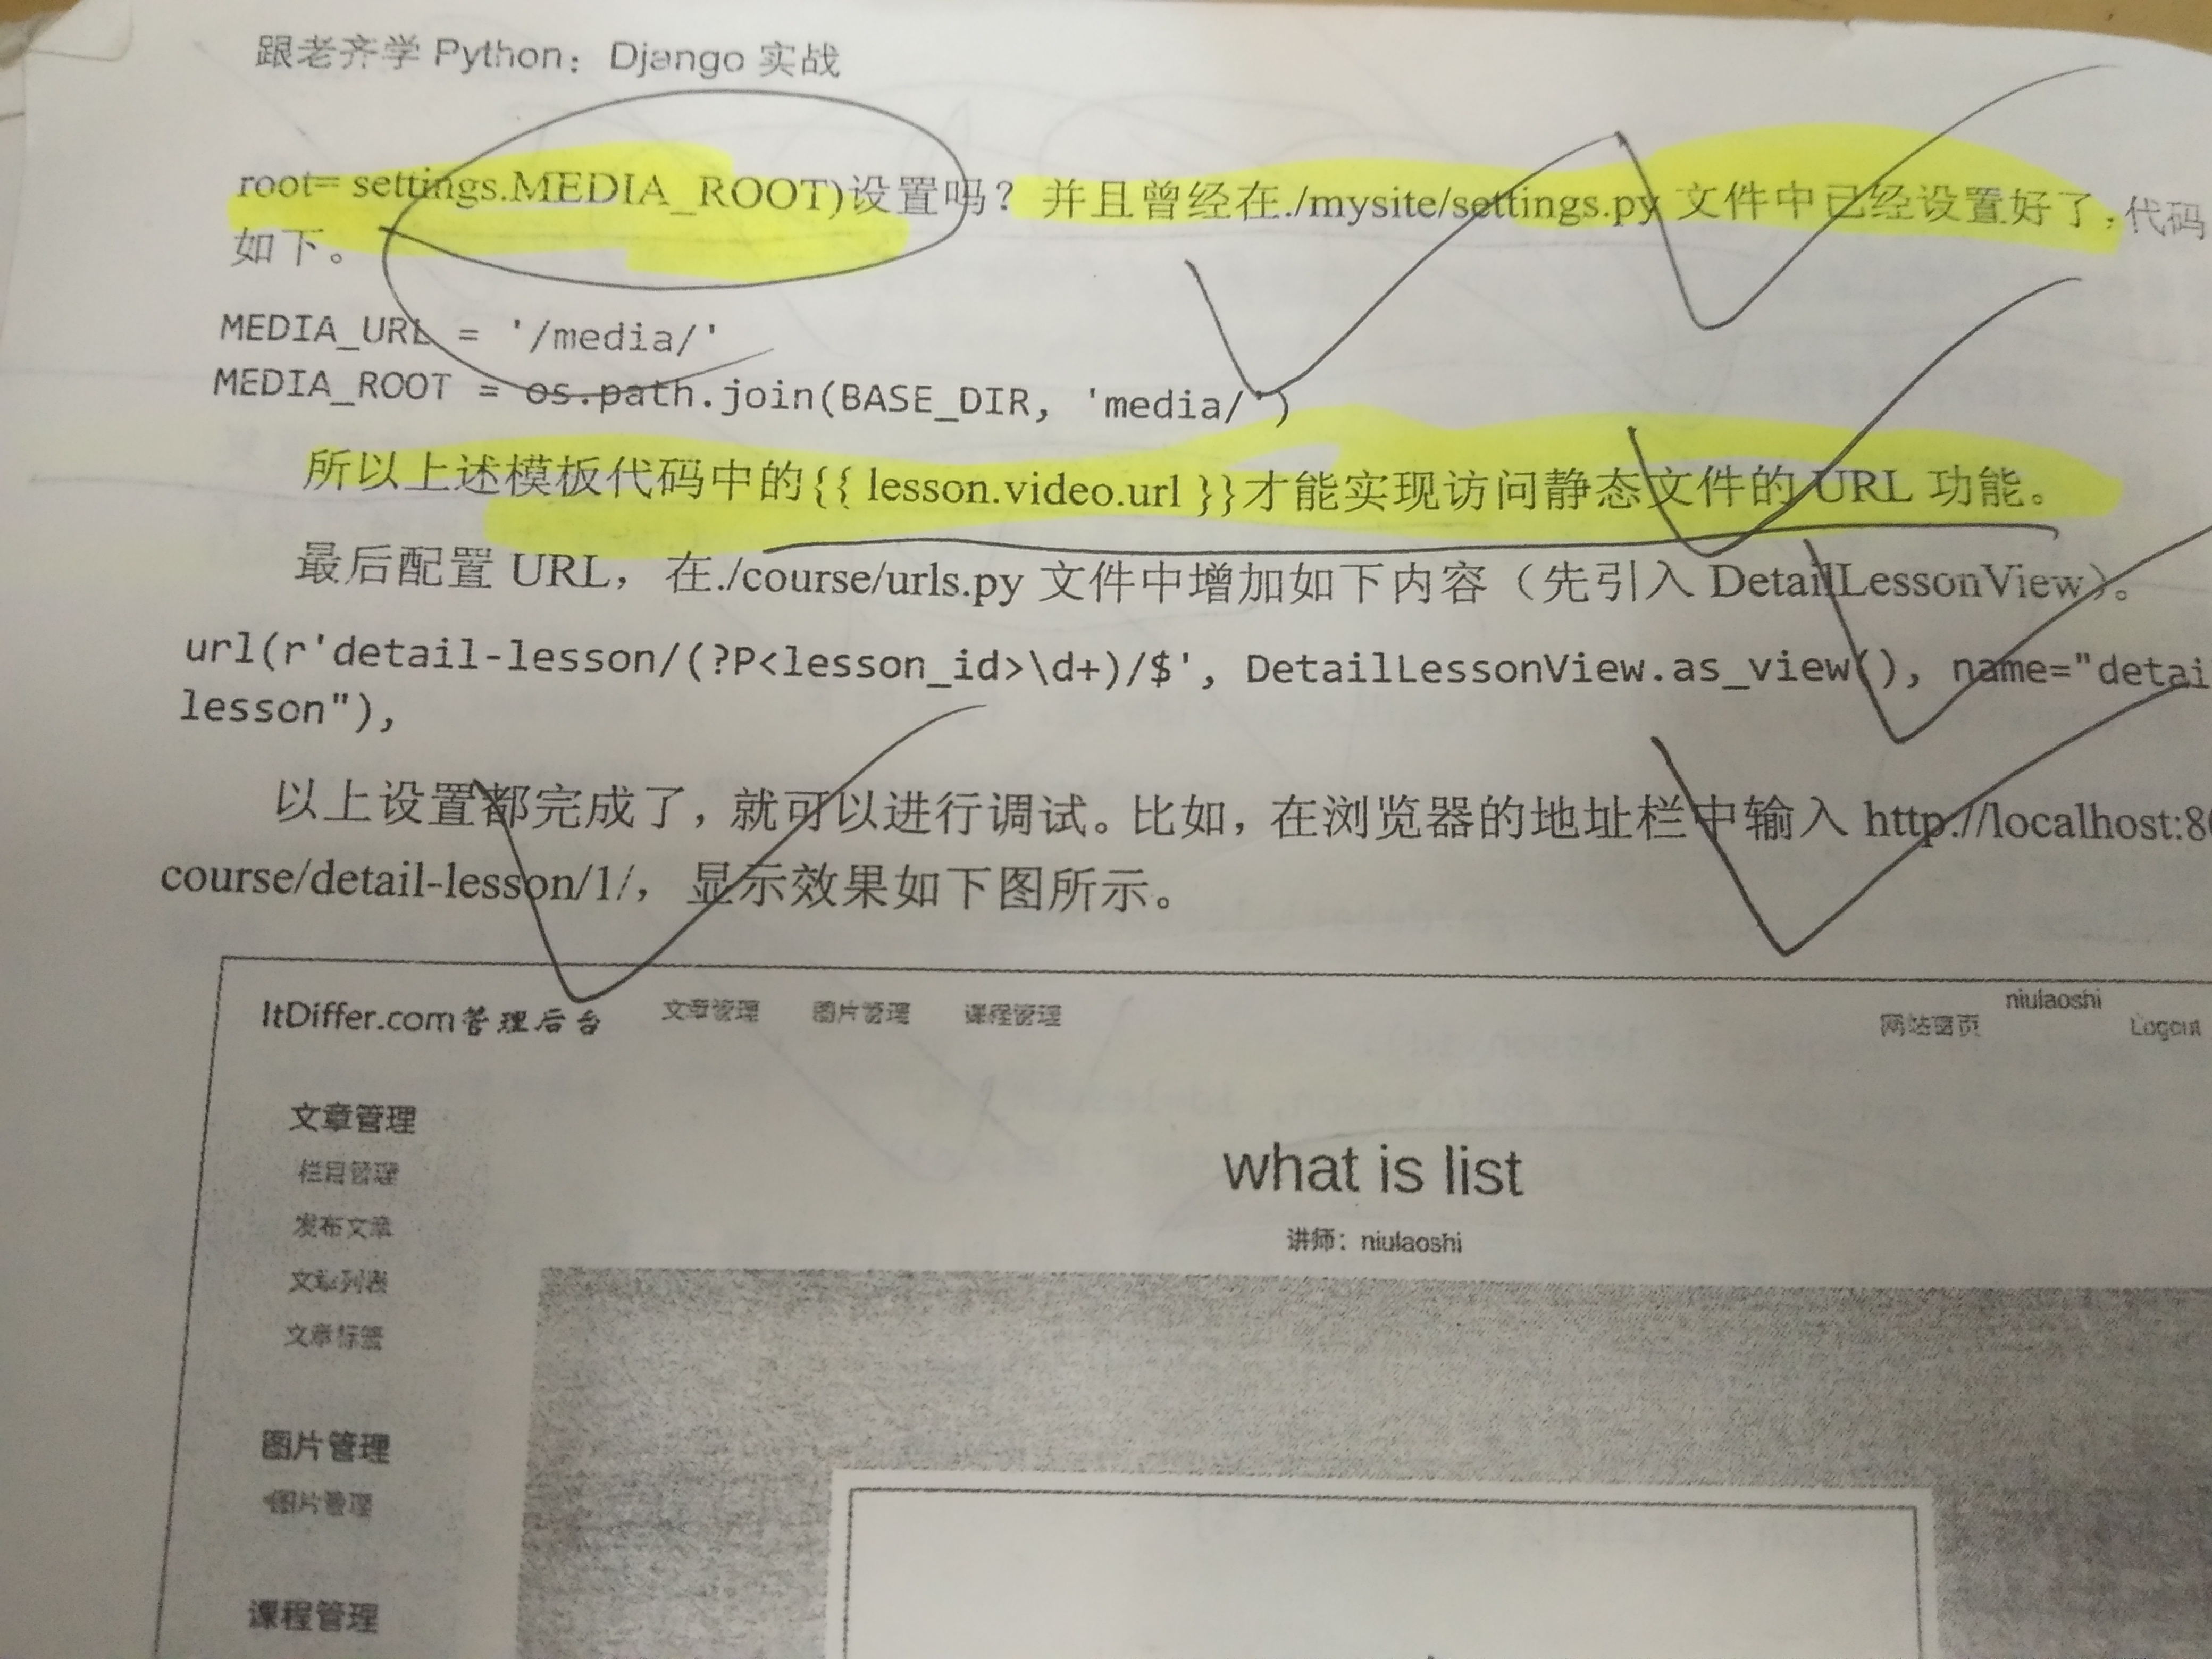 跟老齐学 Python：Django 实战
root= settings.MEDIA_ROOT)设置吗？并且曾经在./mysite/settings.py 文件中已经设置好了，代码
如下。
MEDIA_URL = '/media/'
MEDIA_ROOT = os.path.join(BASE_DIR, 'media/')
所以上述模板代码中的{{ lesson.video.url }}才能实现访问静态文件的 URL 功能。
最后配置 URL，在./course/urls.py 文件中增加如下内容（先引入 DetailLessonView）。
url(r'detail-lesson/(?P<lesson_id>\d+)/$', DetailLessonView.as_view(), name="detai
lesson"),
以上设置都完成了，就可以进行调试。比如，在浏览器的地址栏中输入 http://localhost:80
course/detail-lesson/1/，显示效果如下图所示。
ItDiffer.com管理后台 文章管理 图片管理 课程管理 网站首页 niulaoshi Logout
文章管理
what is list
栏目管理
发布文章
讲师：niulaoshi
文章列表
文章标签
图片管理
图片管理
课程管理